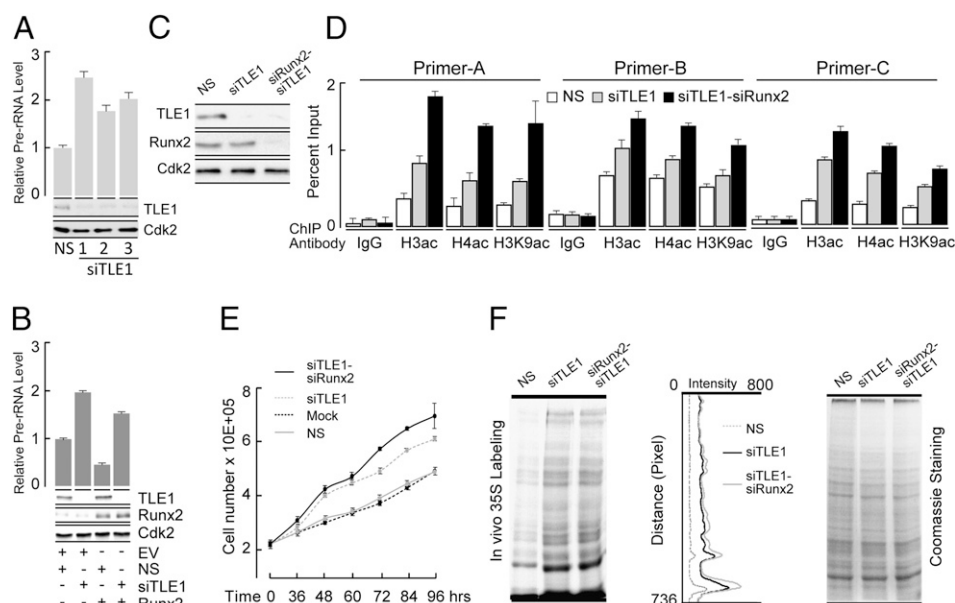 A
Relative Pre-rRNA Level
3
2
1
0
TLE1
Cdk2
NS 1 2 3
siTLE1
C
NS siTLE1 siRunx2-siTLE1
TLE1
Runx2
Cdk2
D
Primer-A Primer-B Primer-C
NS siTLE1 siTLE1-siRunx2
Percent Input
2
1
0
ChIP
Antibody
IgG H3ac H4ac H3K9ac IgG H3ac H4ac H3K9ac IgG H3ac H4ac H3K9ac
B
Relative Pre-rRNA Level
3
2
1
0
TLE1
Runx2
Cdk2
+ + - - EV
+ - + - NS
- + - + siTLE1
- - + + Runx2
E
siTLE1-
siRunx2
siTLE1
Mock
NS
Cell number x 10E+05
8
6
4
2
Time 0 36 48 60 72 84 96 hrs
F
NS siTLE1 siRunx2-siTLE1
In vivo 35S Labeling
0 Intensity 800
NS
siTLE1
siTLE1-
siRunx2
Distance (Pixel)
736
NS siTLE1 siRunx2-siTLE1
Coomassie Staining